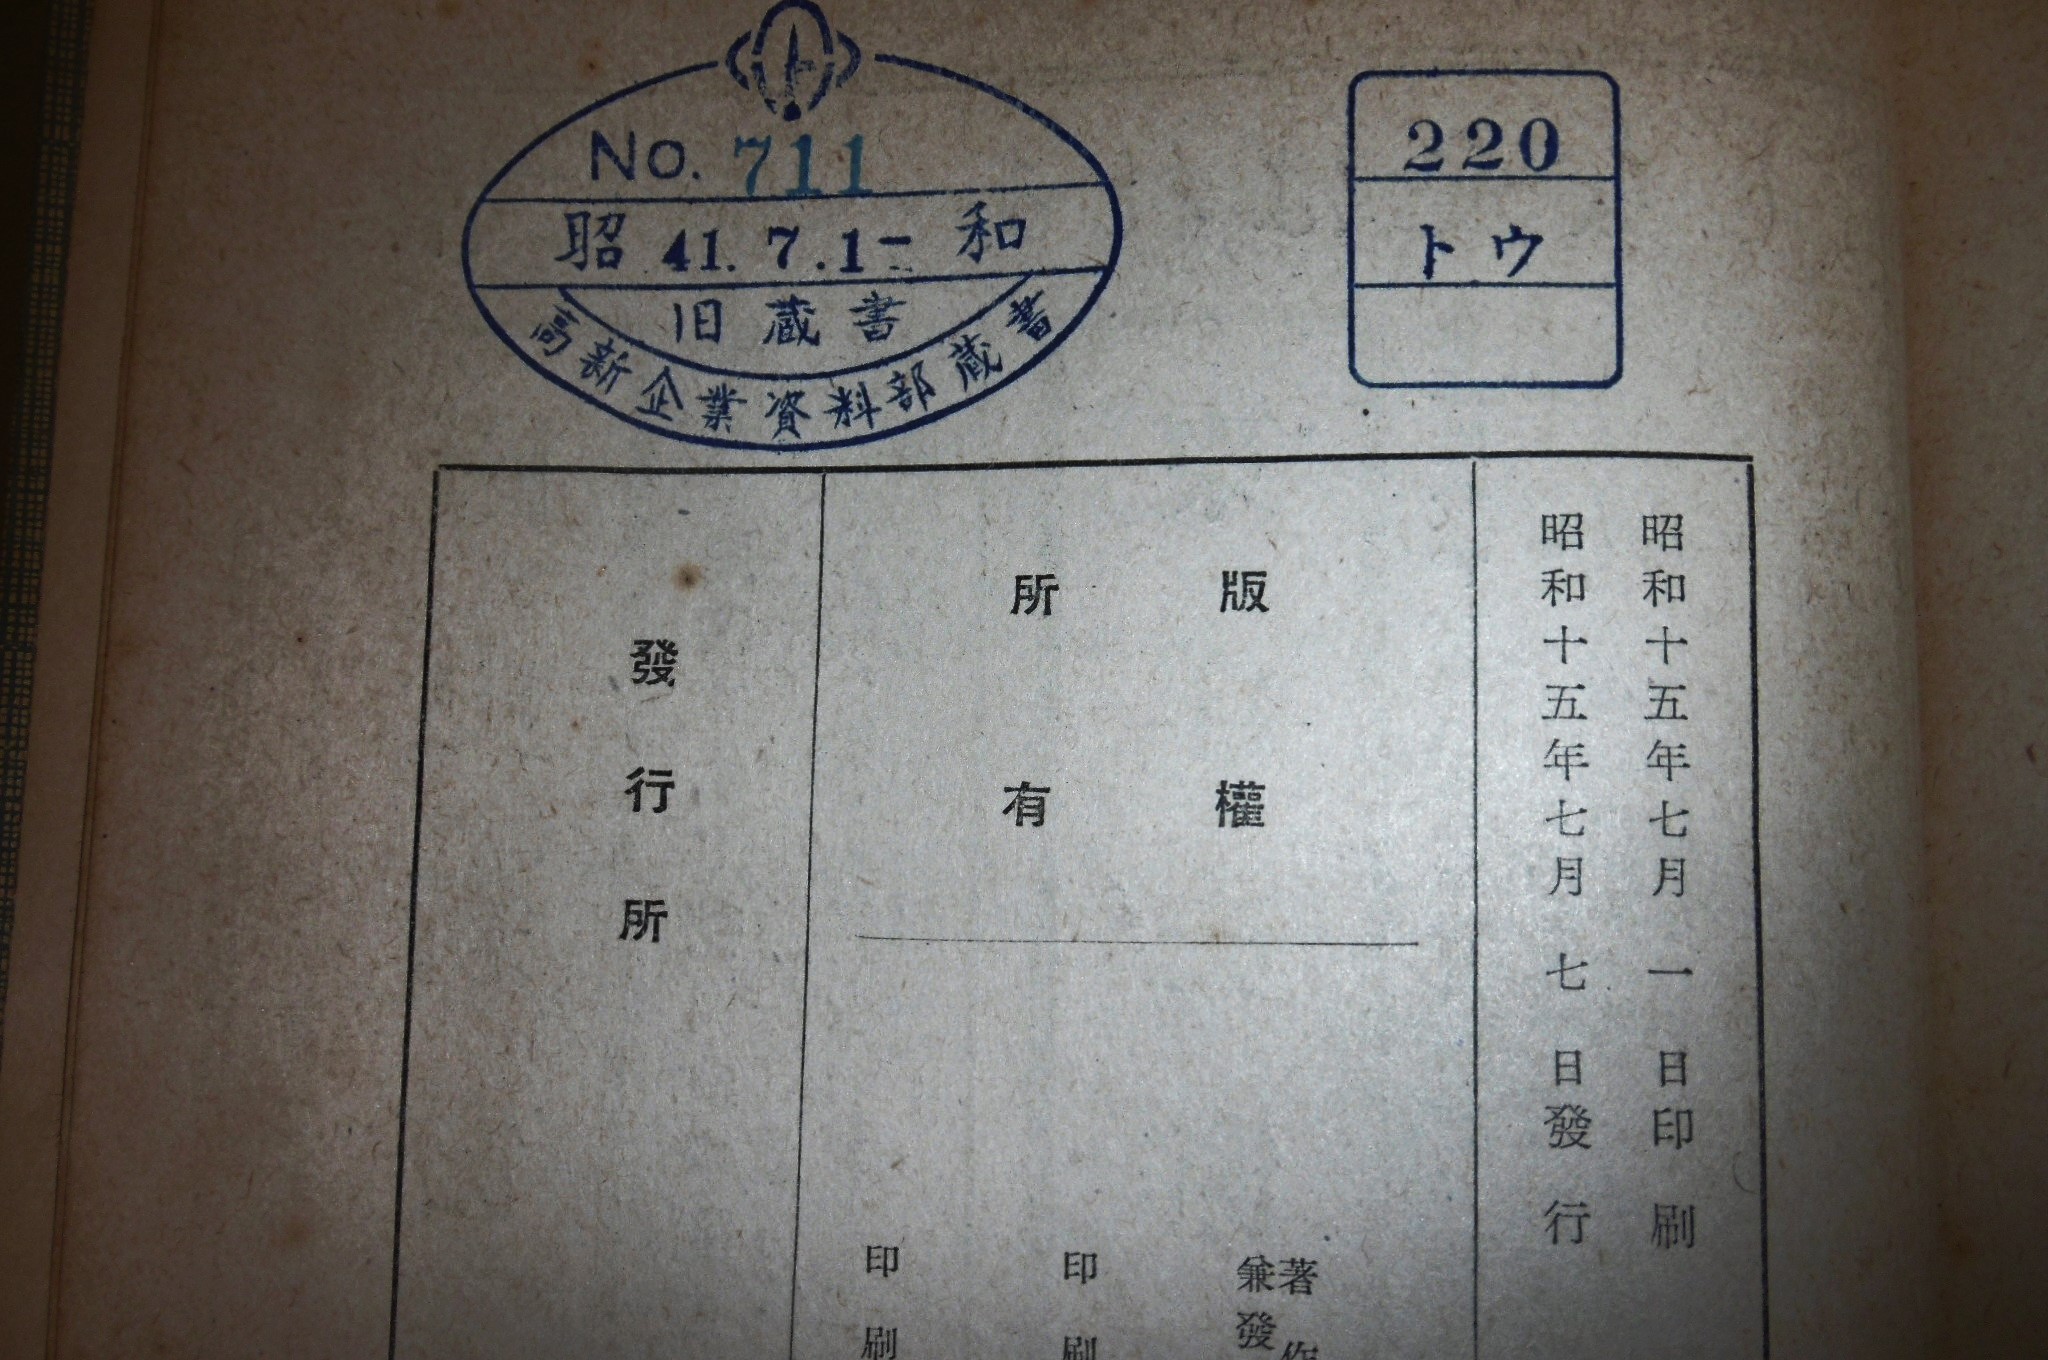 No. 711
昭 41.7.1- 和
旧蔵書
高新企業資料部蔵書
220
トウ
昭和十五年七月一日印刷
昭和十五年七月七日發行
版權
所有
著作
兼發
印刷
印刷
發行所